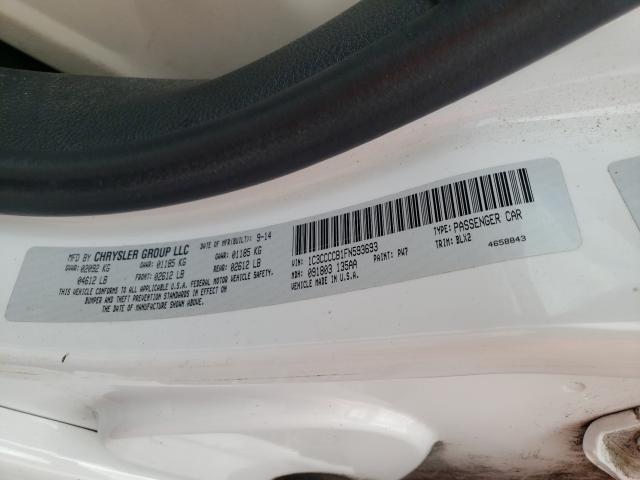 MFD BY CHRYSLER GROUP LLC
DATE OF MFR(BUILT): 9-14
GVWR: 02092 KG
04612 LB
GAWR: 01185 KG
FRONT: 02612 LB
GAWR: 01185 KG
REAR: 02612 LB
THIS VEHICLE CONFORMS TO ALL APPLICABLE U.S.A. FEDERAL MOTOR VEHICLE SAFETY,
BUMPER AND THEFT PREVENTION STANDARDS IN EFFECT ON
THE DATE OF MANUFACTURE SHOWN ABOVE.
VIN: 1C3CCCCB1FN593693
TYPE: PASSENGER CAR
MDH: 091803 135AA
PAINT: PW7
TRIM: BLX2
VEHICLE MADE IN U.S.A.
4658843